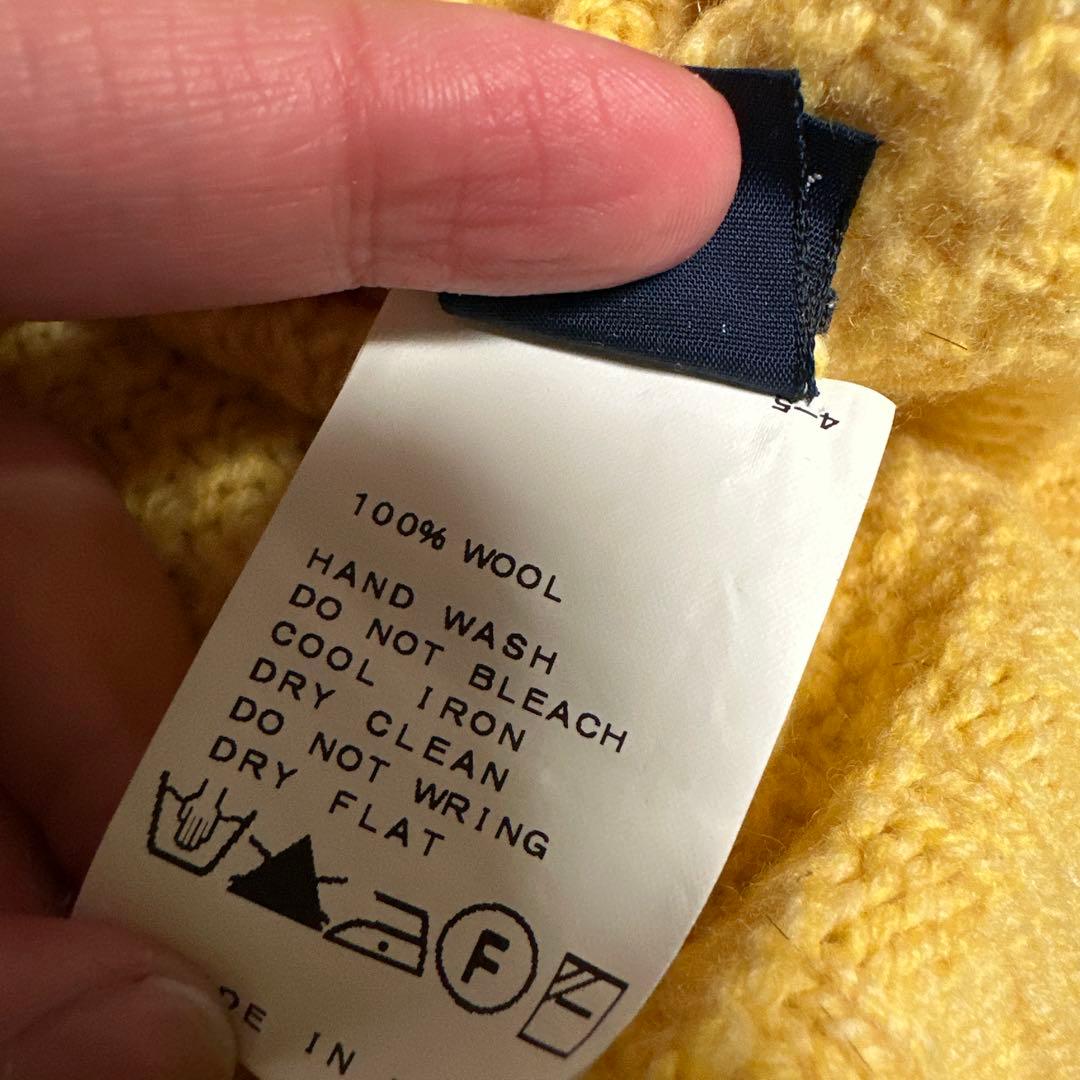 4-5
100% WOOL
HAND WASH
DO NOT BLEACH
COOL IRON
DRY CLEAN
DO NOT WRING
DRY FLAT
F
DE IN